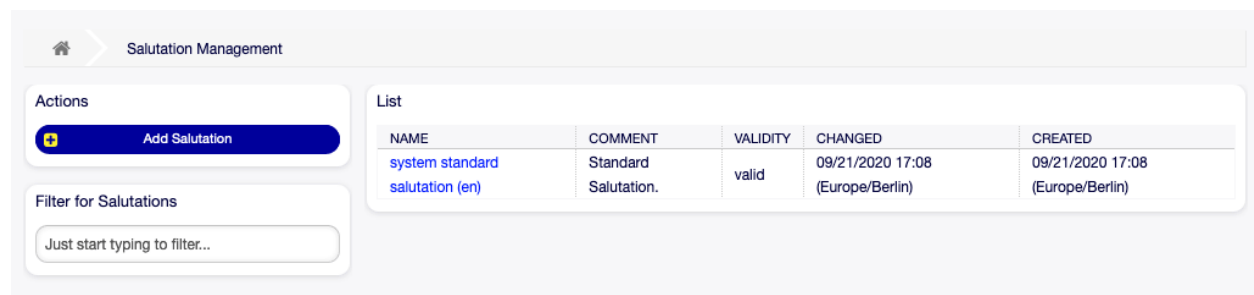 Salutation Management
Actions
Add Salutation
Filter for Salutations
Just start typing to filter...
List
NAME COMMENT VALIDITY CHANGED CREATED
system standard Standard valid 09/21/2020 17:08 09/21/2020 17:08
salutation (en) Salutation. (Europe/Berlin) (Europe/Berlin)